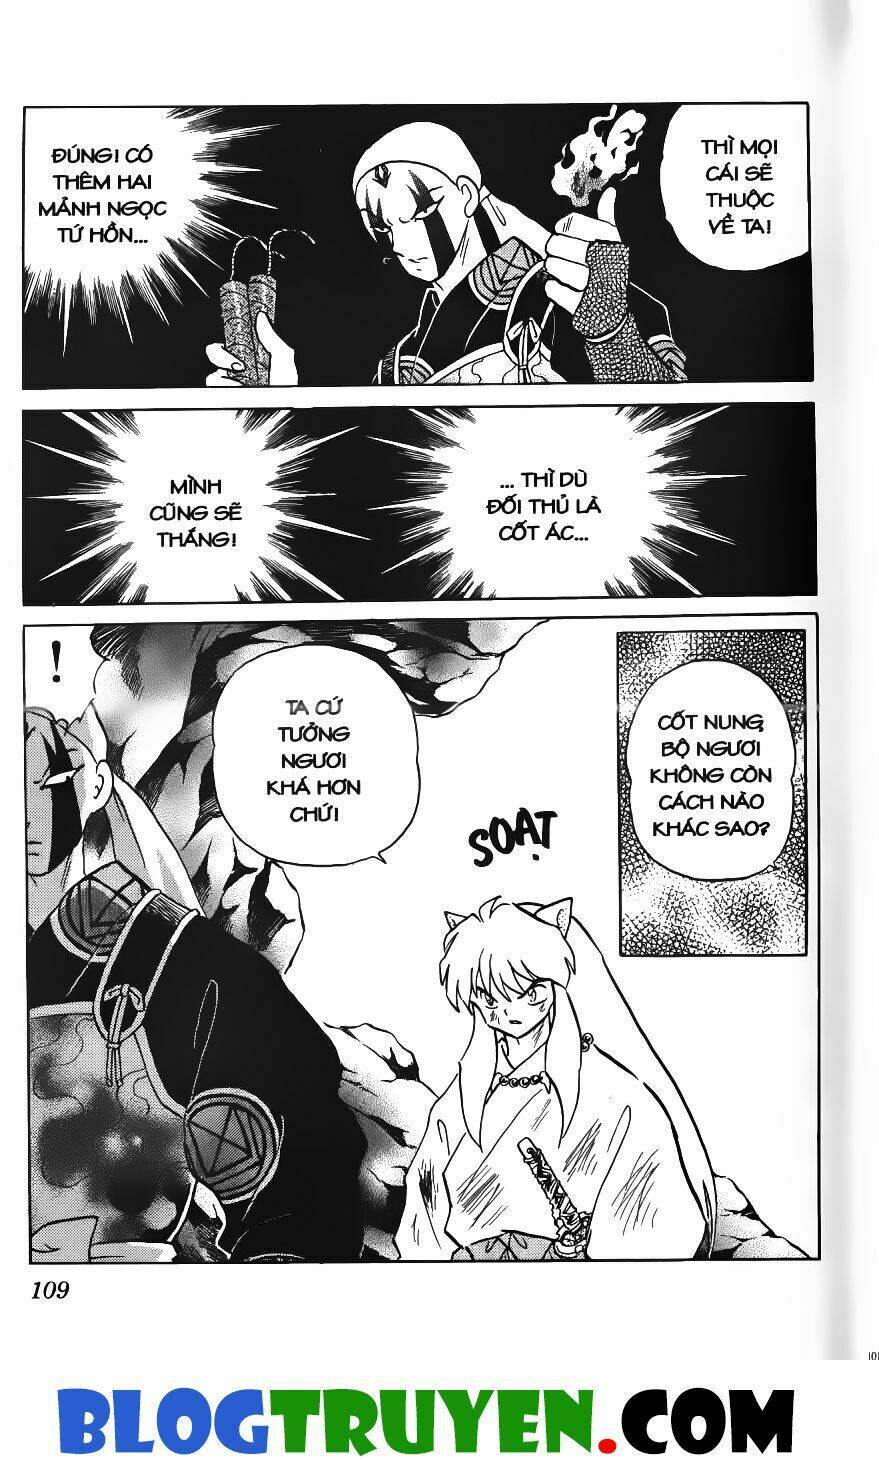 THÌ MỌI
CÁI SẼ
THUỘC
VỀ TA!
ĐÚNG! CÓ
THÊM HAI
MẢNH NGỌC
TỨ HỒN...
... THÌ DÙ
ĐỐI THỦ LÀ
CỐT ÁC...
MÌNH
CŨNG SẼ
THẮNG!
CỐT NUNG,
BỘ NGƯƠI
KHÔNG CÒN
CÁCH NÀO
KHÁC SAO?
SOẠT
TA CỨ
TƯỞNG
NGƯƠI
KHÁ HƠN
CHỨ!
!
109
BLOGTRUYEN.COM